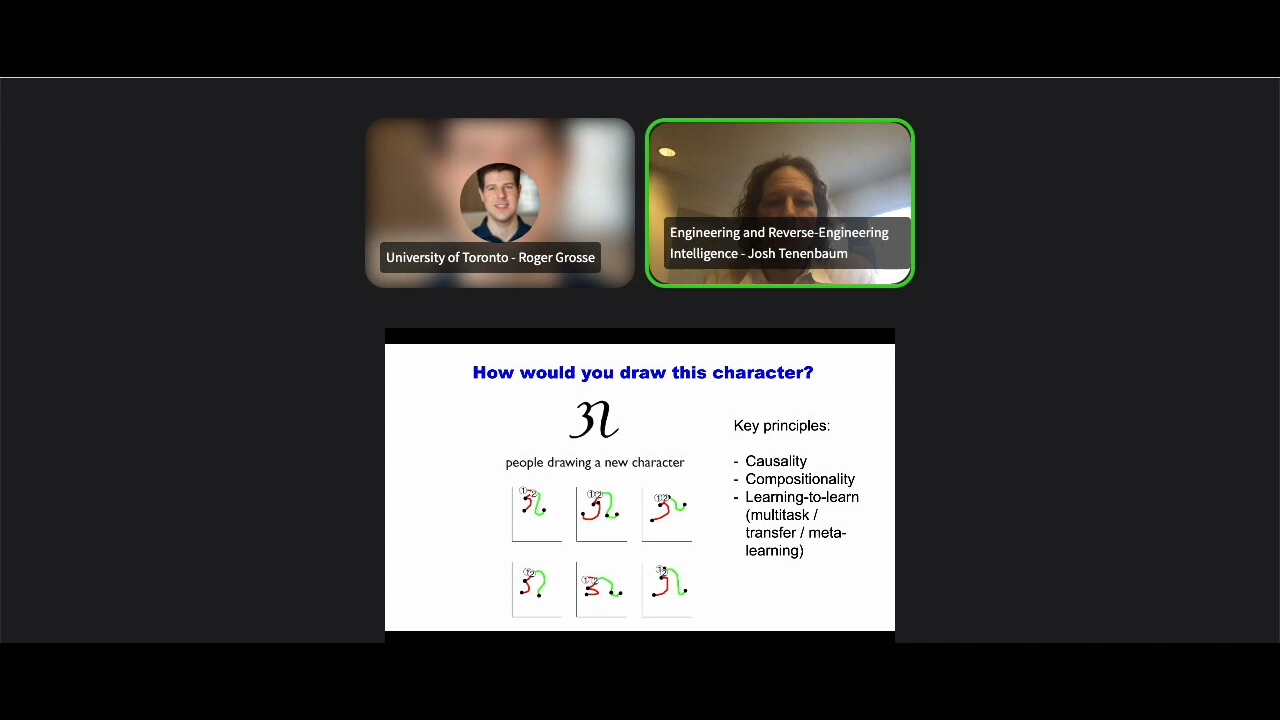 University of Toronto - Roger Grosse
Engineering and Reverse-Engineering
Intelligence - Josh Tenenbaum
How would you draw this character?
people drawing a new character
Key principles:
- Causality
- Compositionality
- Learning-to-learn
(multitask /
transfer / meta-
learning)